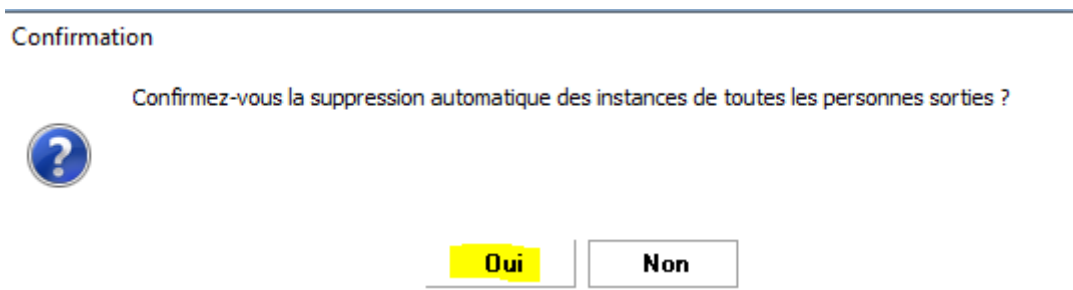 Confirmation
Confirmez-vous la suppression automatique des instances de toutes les personnes sorties ?
?
Oui
Non